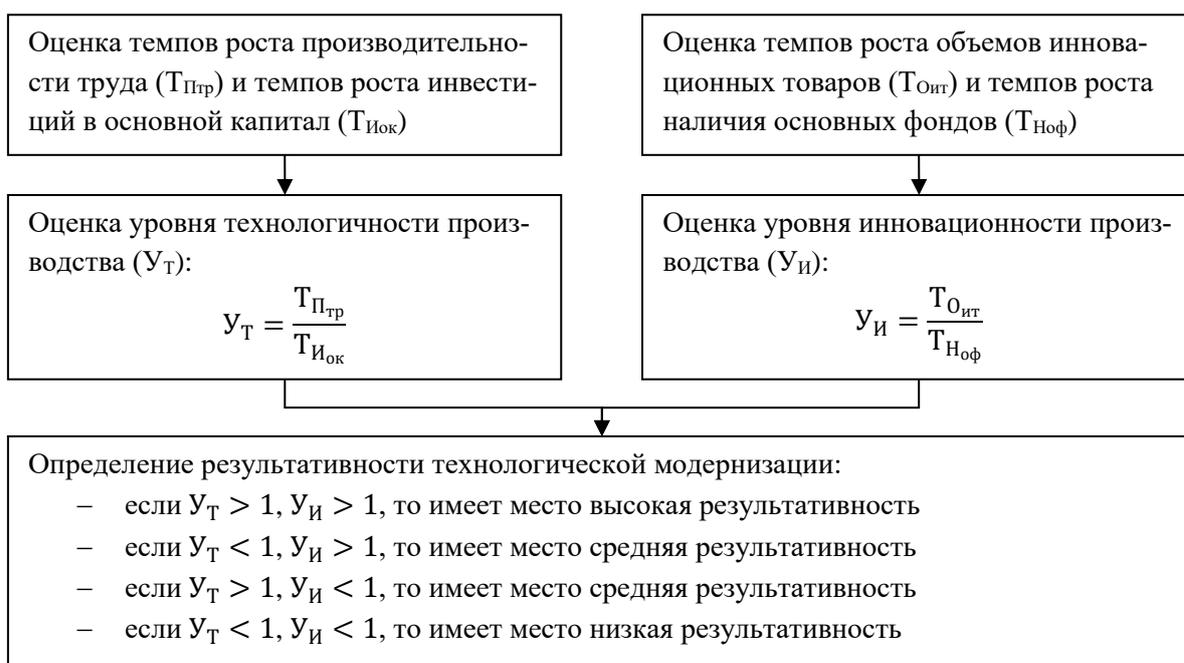 Оценка темпов роста производительно-
сти труда (ТПтр) и темпов роста инвести-
ций в основной капитал (ТИок)
Оценка темпов роста объемов иннова-
ционных товаров (ТОит) и темпов роста
наличия основных фондов (ТНоф)
Оценка уровня технологичности произ-
водства (УТ):
УТ = ТПтр / ТИок
Оценка уровня инновационности произ-
водства (УИ):
УИ = ТОит / ТНоф
Определение результативности технологической модернизации:
– если УТ > 1, УИ > 1, то имеет место высокая результативность
– если УТ < 1, УИ > 1, то имеет место средняя результативность
– если УТ > 1, УИ < 1, то имеет место средняя результативность
– если УТ < 1, УИ < 1, то имеет место низкая результативность